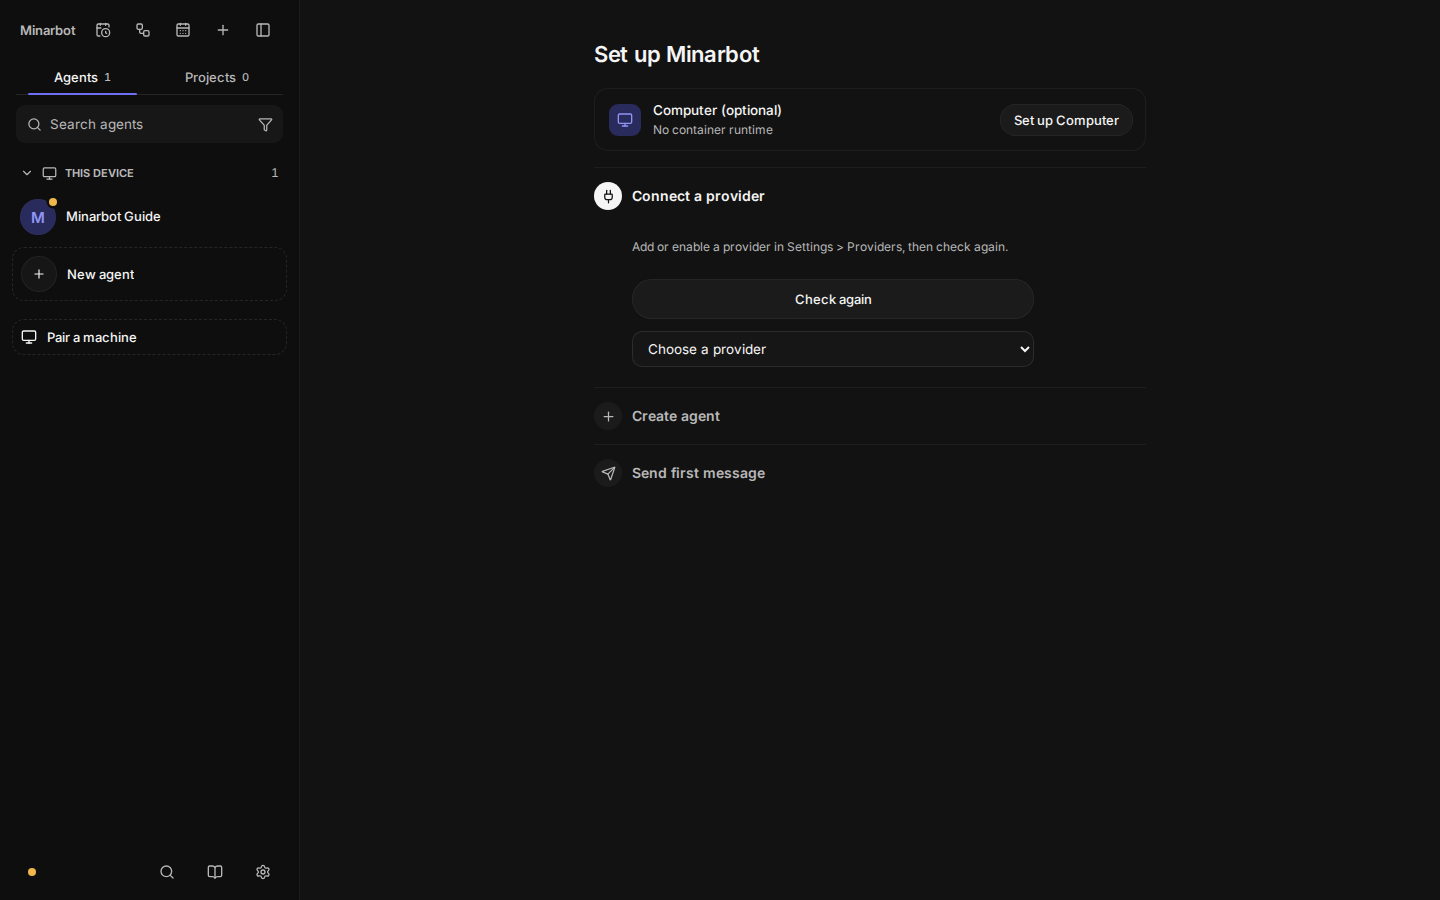 Minarbot
Agents 1
Projects 0
Search agents
THIS DEVICE 1
M
Minarbot Guide
New agent
Pair a machine
Set up Minarbot
Computer (optional)
No container runtime
Set up Computer
Connect a provider
Add or enable a provider in Settings > Providers, then check again.
Check again
Choose a provider
Create agent
Send first message